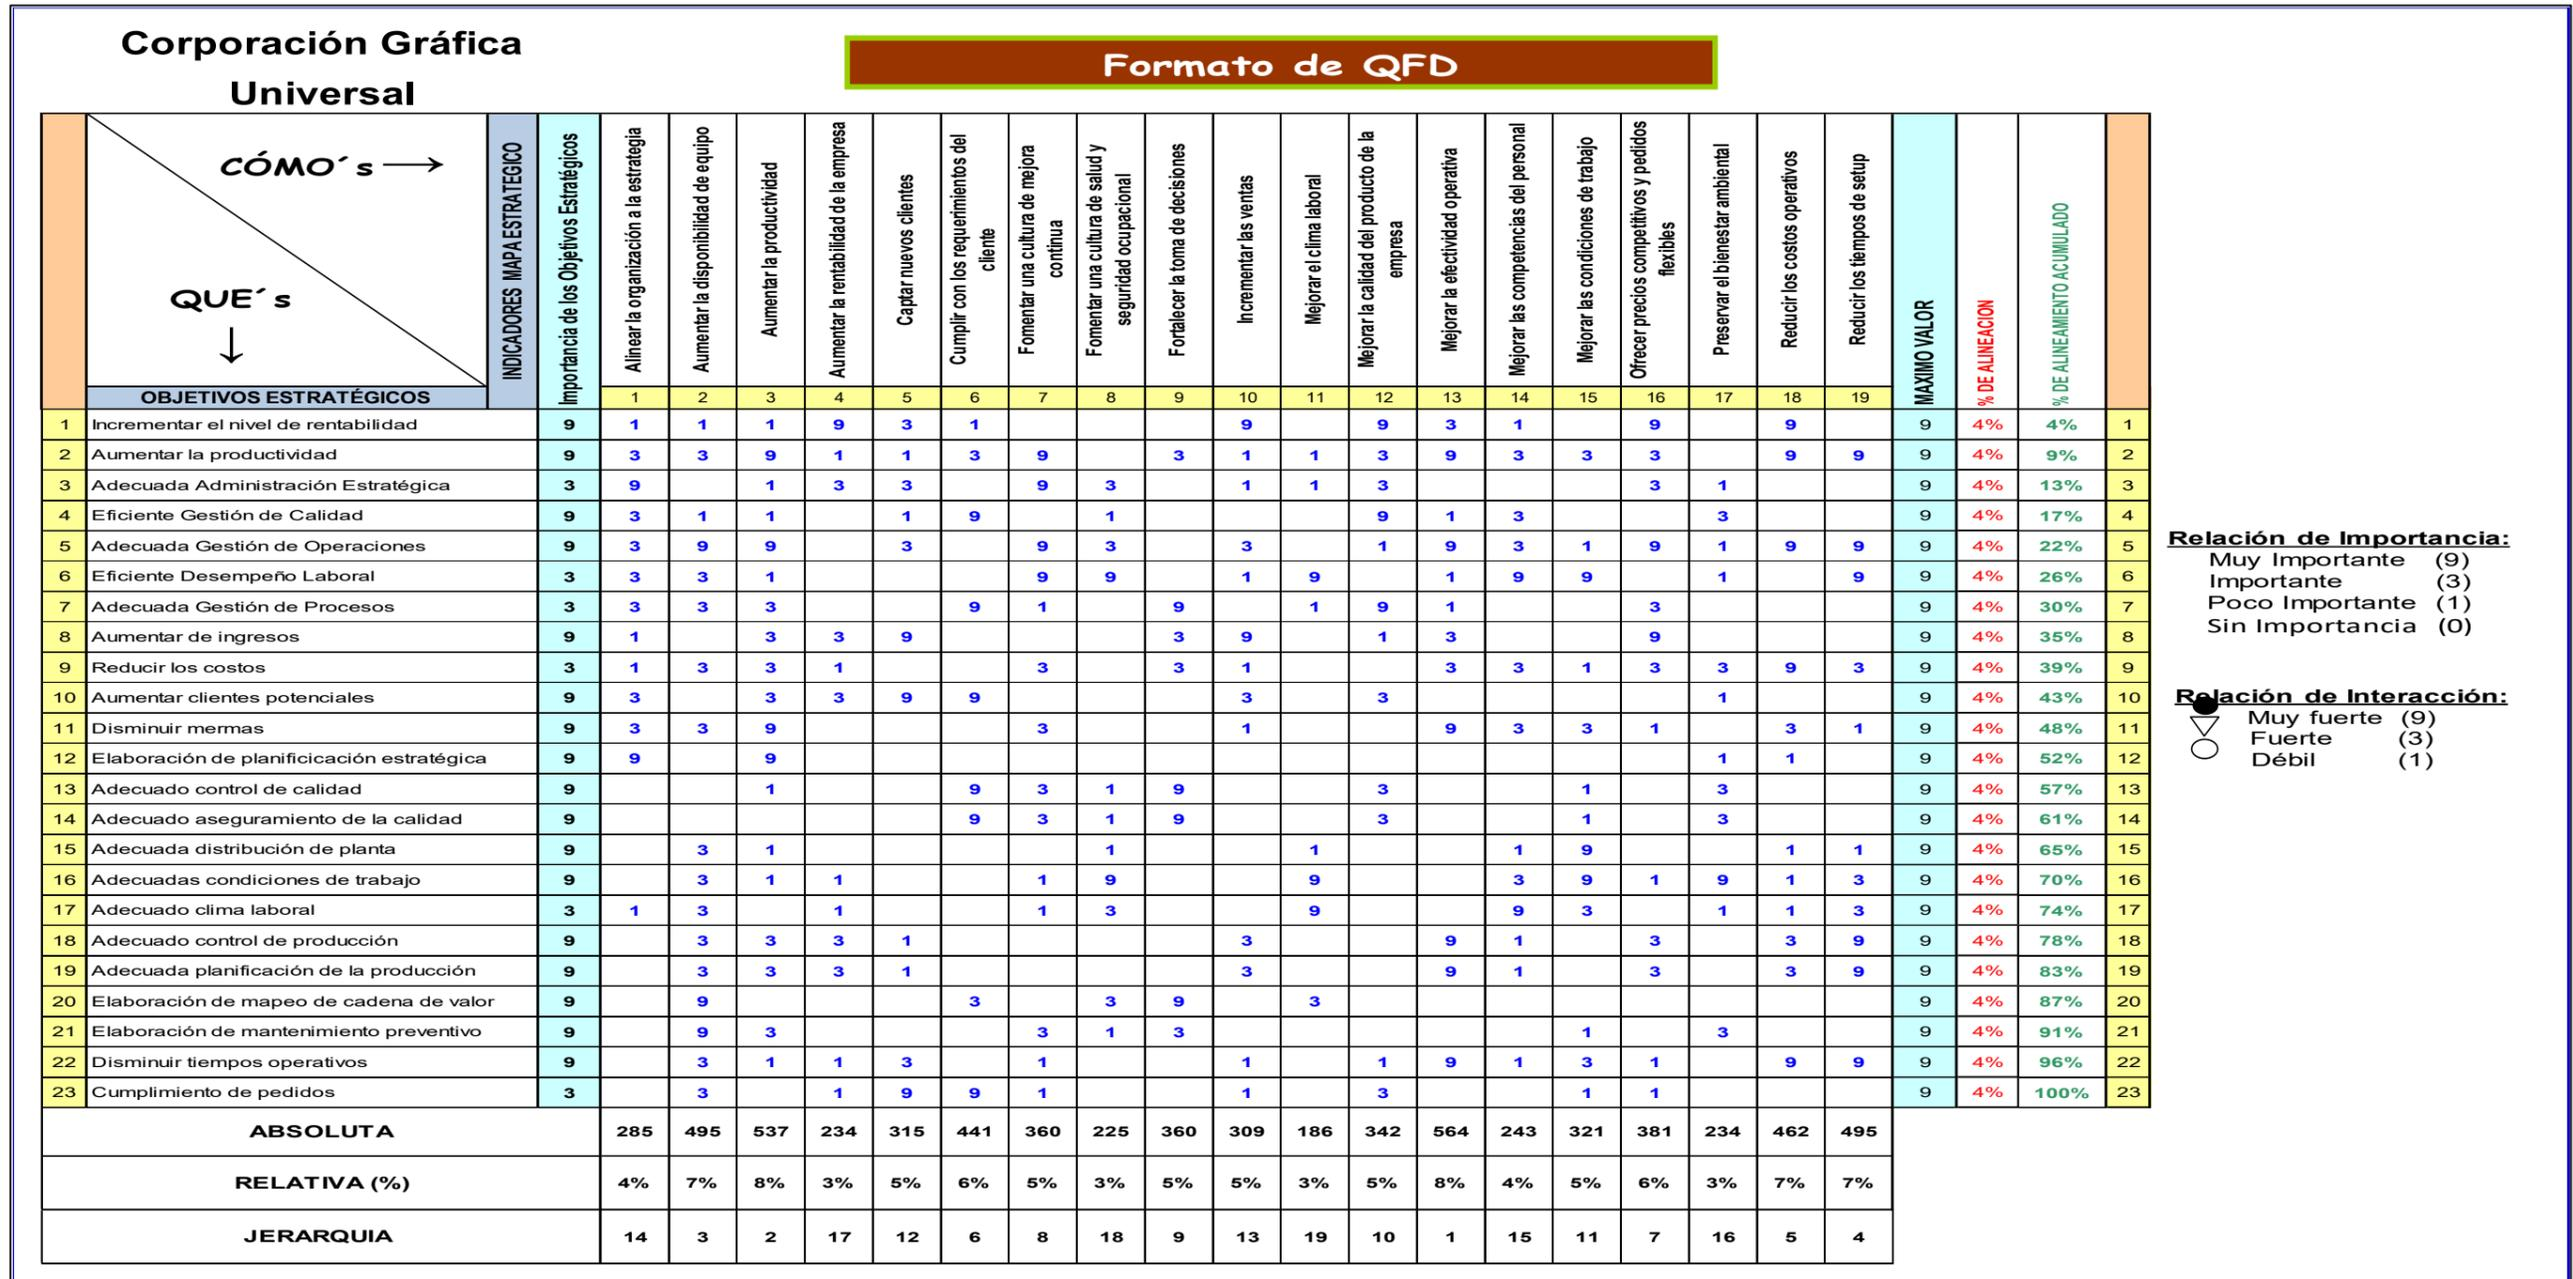 Corporación Gráfica
Universal
Formato de QFD
CÓMO´s →
QUE´s
↓
INDICADORES MAPA ESTRATEGICO
Importancia de los Objetivos Estratégicos
Alinear la organización a la estrategia
Aumentar la disponibilidad de equipo
Aumentar la productividad
Aumentar la rentabilidad de la empresa
Captar nuevos clientes
Cumplir con los requerimientos del
cliente
Fomentar una cultura de mejora
continua
Fomentar una cultura de salud y
seguridad ocupacional
Fortalecer la toma de decisiones
Incrementar las ventas
Mejorar el clima laboral
Mejorar la calidad del producto de la
empresa
Mejorar la efectividad operativa
Mejorar las competencias del personal
Mejorar las condiciones de trabajo
Ofrecer precios competitivos y pedidos
flexibles
Preservar el bienestar ambiental
Reducir los costos operativos
Reducir los tiempos de setup
MAXIMO VALOR
% DE ALINEACION
% DE ALINEAMIENTO ACUMULADO
OBJETIVOS ESTRATÉGICOS 1 2 3 4 5 6 7 8 9 10 11 12 13 14 15 16 17 18 19
1 Incrementar el nivel de rentabilidad 9 1 1 1 9 3 1 9 9 3 1 9 9 9 4% 4% 1
2 Aumentar la productividad 9 3 3 9 1 1 3 9 3 1 1 3 9 3 3 3 9 9 9 4% 9% 2
3 Adecuada Administración Estratégica 3 9 1 3 3 9 3 1 1 3 3 1 9 4% 13% 3
4 Eficiente Gestión de Calidad 9 3 1 1 1 9 1 9 1 3 3 9 4% 17% 4
5 Adecuada Gestión de Operaciones 9 3 9 9 3 9 3 3 1 9 3 1 9 1 9 9 9 4% 22% 5
6 Eficiente Desempeño Laboral 3 3 3 1 9 9 1 9 1 9 9 1 9 9 4% 26% 6
7 Adecuada Gestión de Procesos 3 3 3 3 9 1 9 1 9 1 3 9 4% 30% 7
8 Aumentar de ingresos 9 1 3 3 9 3 9 1 3 9 9 4% 35% 8
9 Reducir los costos 3 1 3 3 1 3 3 1 3 3 1 3 3 9 3 9 4% 39% 9
10 Aumentar clientes potenciales 9 3 3 3 9 9 3 3 1 9 4% 43% 10
11 Disminuir mermas 9 3 3 9 3 1 9 3 3 1 3 1 9 4% 48% 11
12 Elaboración de planificicación estratégica 9 9 9 1 1 9 4% 52% 12
13 Adecuado control de calidad 9 1 9 3 1 9 3 1 3 9 4% 57% 13
14 Adecuado aseguramiento de la calidad 9 9 3 1 9 3 1 3 9 4% 61% 14
15 Adecuada distribución de planta 9 3 1 1 1 1 9 1 1 9 4% 65% 15
16 Adecuadas condiciones de trabajo 9 3 1 1 1 9 9 3 9 1 9 1 3 9 4% 70% 16
17 Adecuado clima laboral 3 1 3 1 1 3 9 9 3 1 1 3 9 4% 74% 17
18 Adecuado control de producción 9 3 3 3 1 3 9 1 3 3 9 9 4% 78% 18
19 Adecuada planificación de la producción 9 3 3 3 1 3 9 1 3 3 9 9 4% 83% 19
20 Elaboración de mapeo de cadena de valor 9 9 3 3 9 3 9 4% 87% 20
21 Elaboración de mantenimiento preventivo 9 9 3 3 1 3 1 3 9 4% 91% 21
22 Disminuir tiempos operativos 9 3 1 1 3 1 1 1 9 1 3 1 9 9 9 4% 96% 22
23 Cumplimiento de pedidos 3 3 1 9 9 1 1 3 1 1 9 4% 100% 23
ABSOLUTA 285 495 537 234 315 441 360 225 360 309 186 342 564 243 321 381 234 462 495
RELATIVA (%) 4% 7% 8% 3% 5% 6% 5% 3% 5% 5% 3% 5% 8% 4% 5% 6% 3% 7% 7%
JERARQUIA 14 3 2 17 12 6 8 18 9 13 19 10 1 15 11 7 16 5 4
Relación de Importancia:
Muy Importante (9)
Importante (3)
Poco Importante (1)
Sin Importancia (0)
Relación de Interacción:
Muy fuerte (9)
Fuerte (3)
Débil (1)